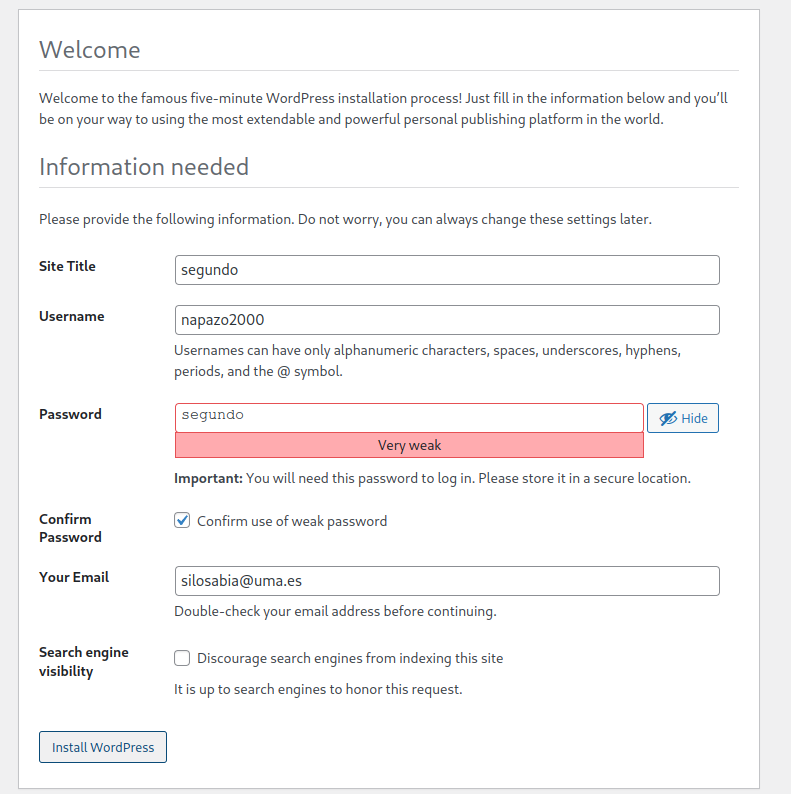 Welcome
Welcome to the famous five-minute WordPress installation process! Just fill in the information below and you’ll
be on your way to using the most extendable and powerful personal publishing platform in the world.
Information needed
Please provide the following information. Do not worry, you can always change these settings later.
Site Title
segundo
Username
napazo2000
Usernames can have only alphanumeric characters, spaces, underscores, hyphens,
periods, and the @ symbol.
Password
segundo
Hide
Very weak
Important: You will need this password to log in. Please store it in a secure location.
Confirm
Password
Confirm use of weak password
Your Email
silosabia@uma.es
Double-check your email address before continuing.
Search engine
visibility
Discourage search engines from indexing this site
It is up to search engines to honor this request.
Install WordPress